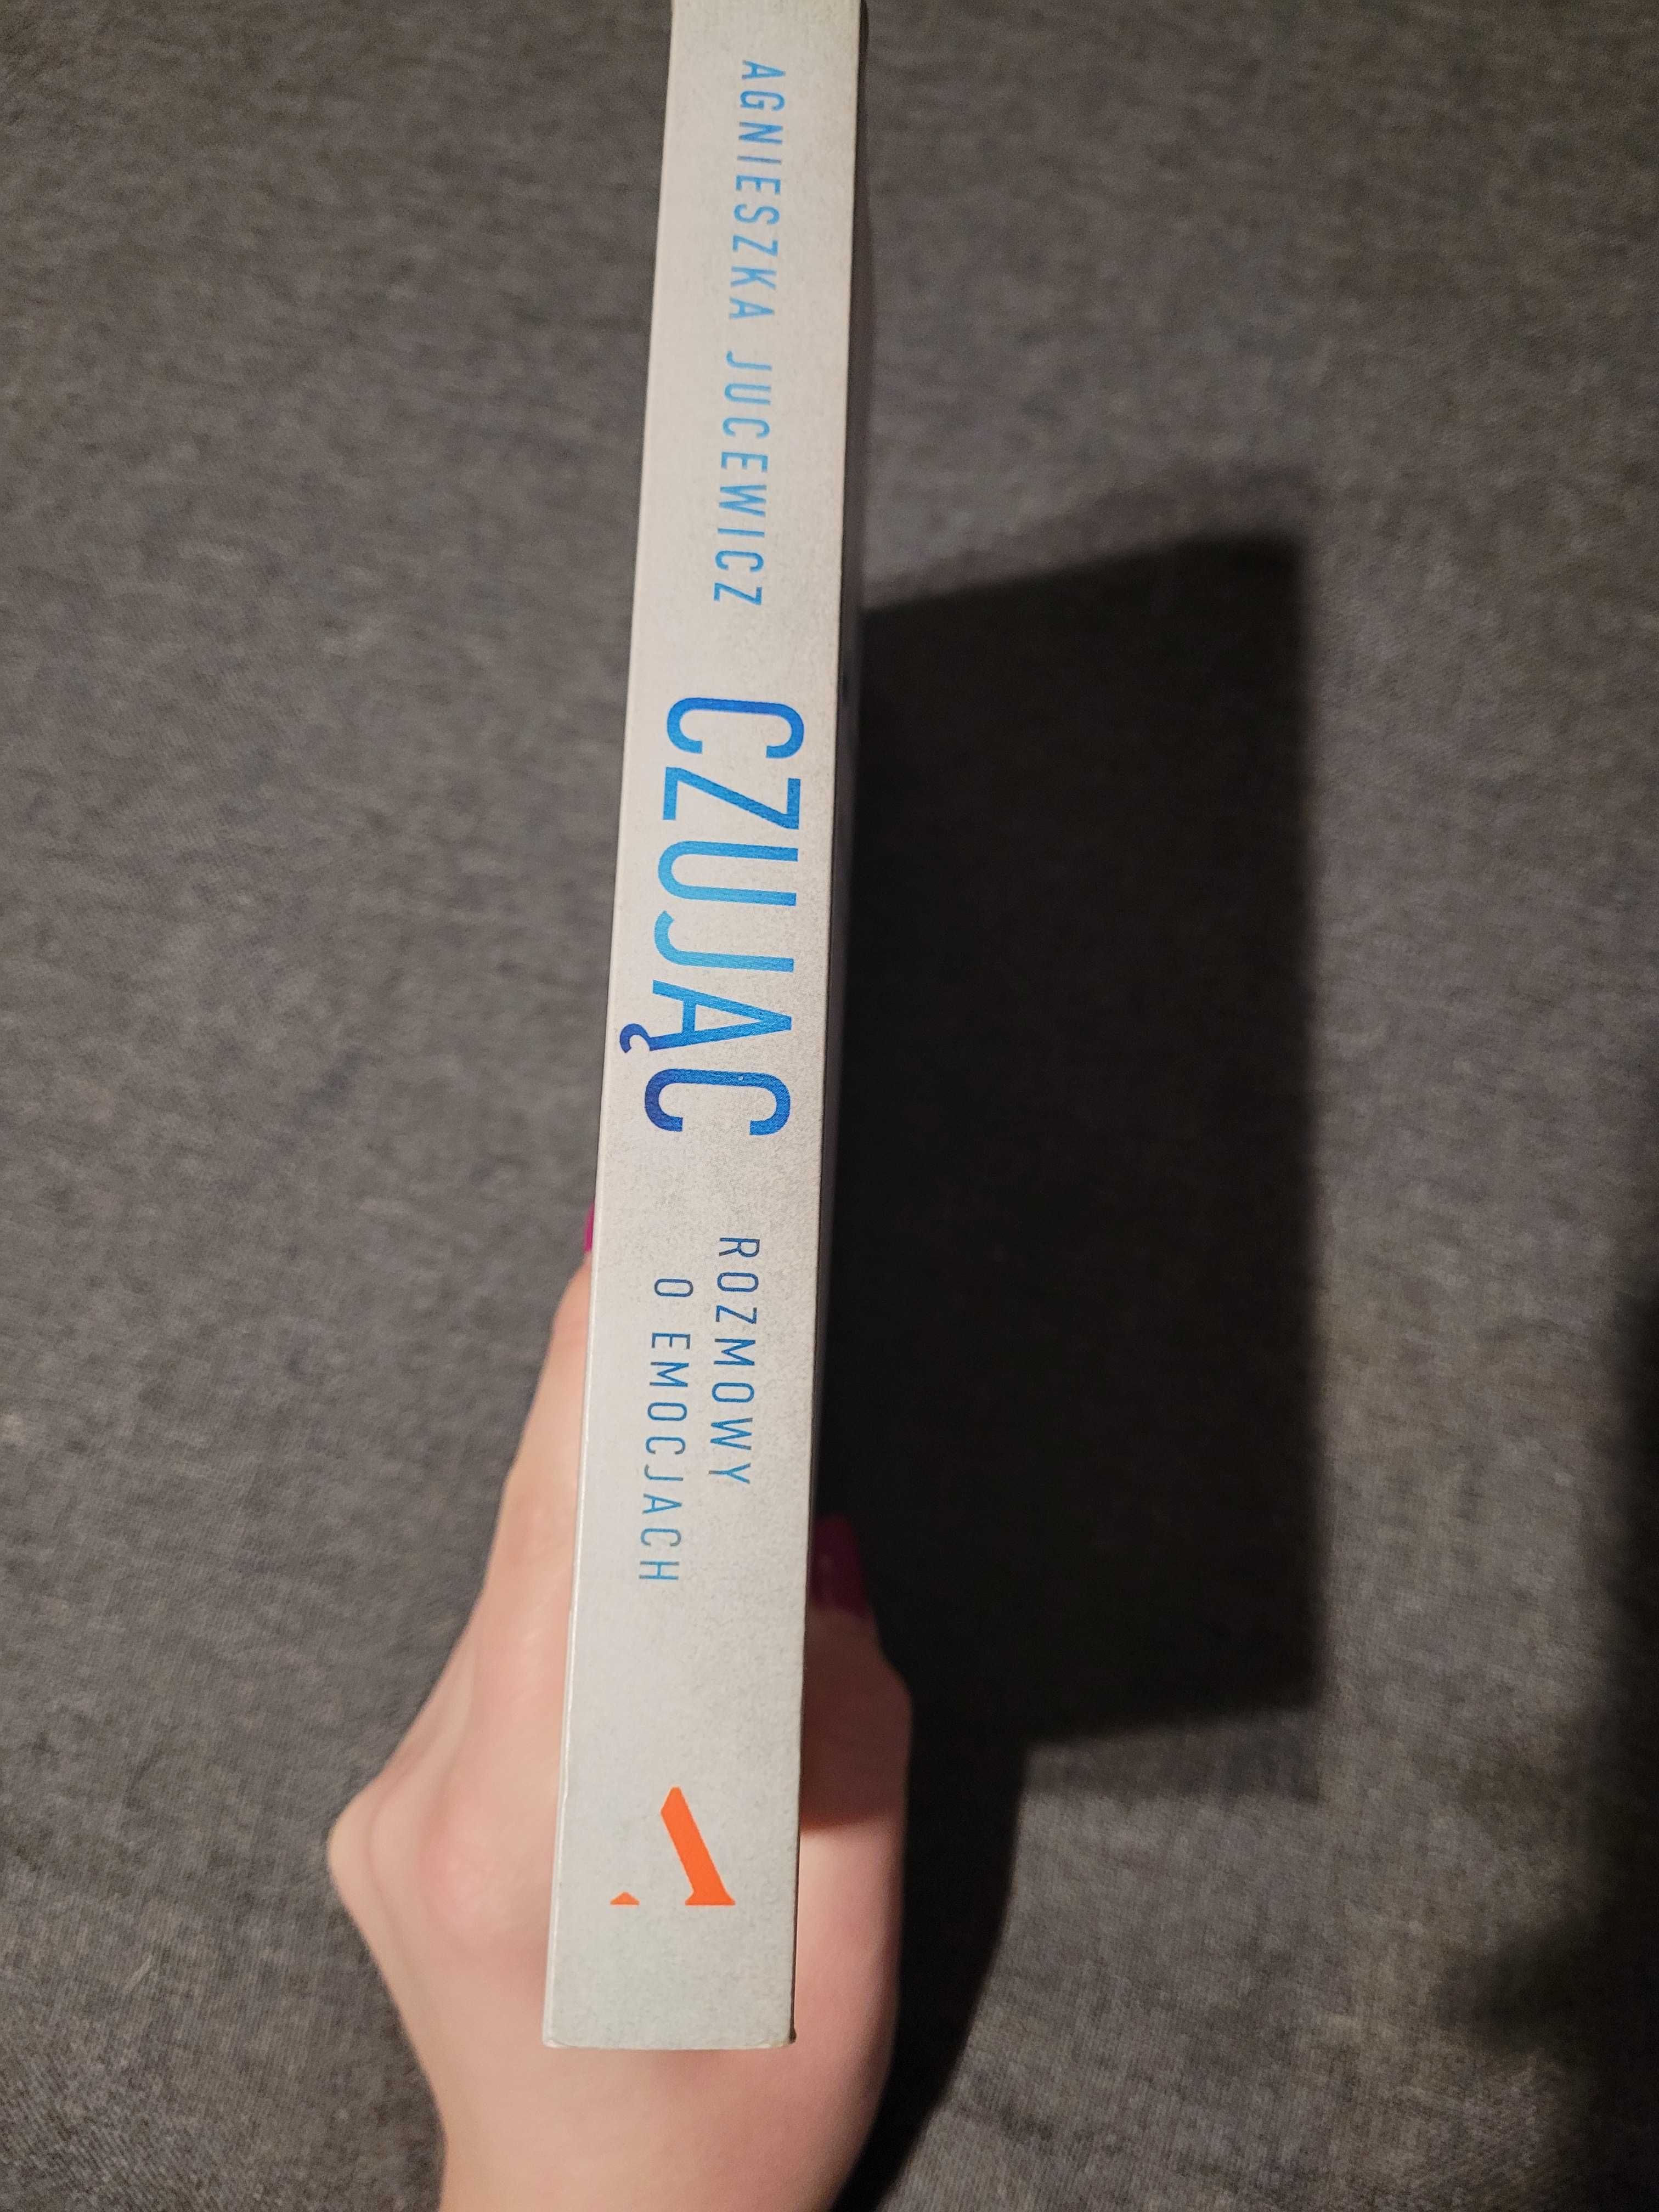 AGNIESZKA JUCEWICZ
CZUJĄC
ROZMOWY
O EMOCJACH